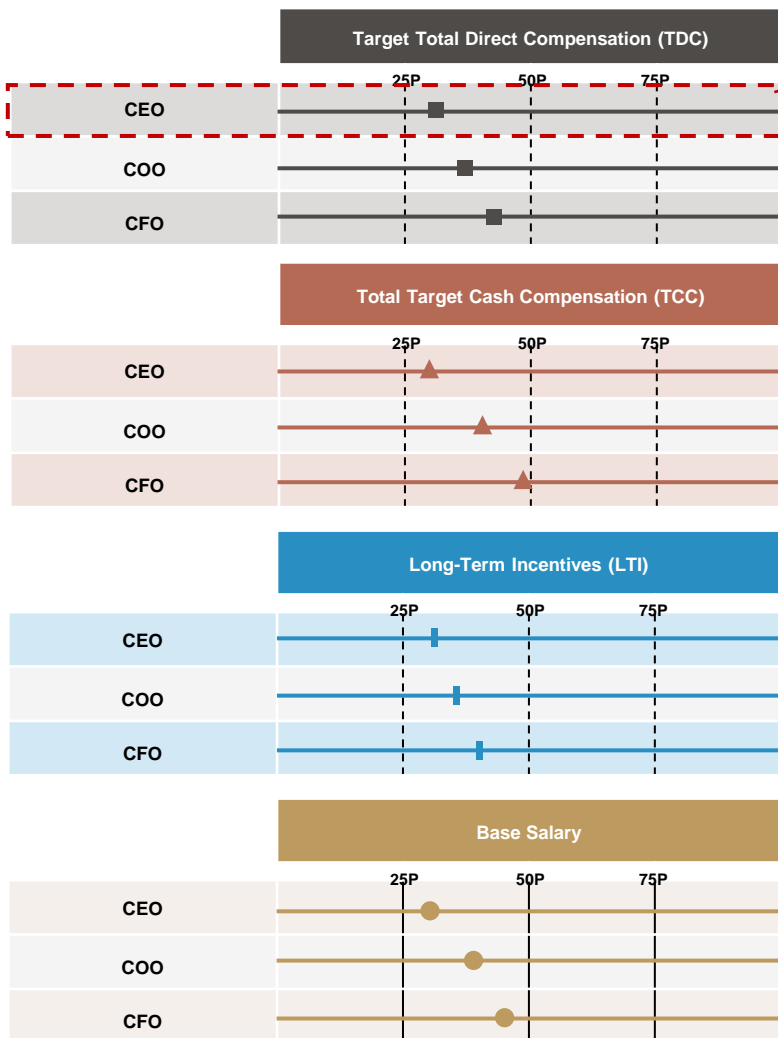 Target Total Direct Compensation (TDC)
25P 50P 75P
CEO
COO
CFO
Total Target Cash Compensation (TCC)
25P 50P 75P
CEO
COO
CFO
Long-Term Incentives (LTI)
25P 50P 75P
CEO
COO
CFO
Base Salary
25P 50P 75P
CEO
COO
CFO